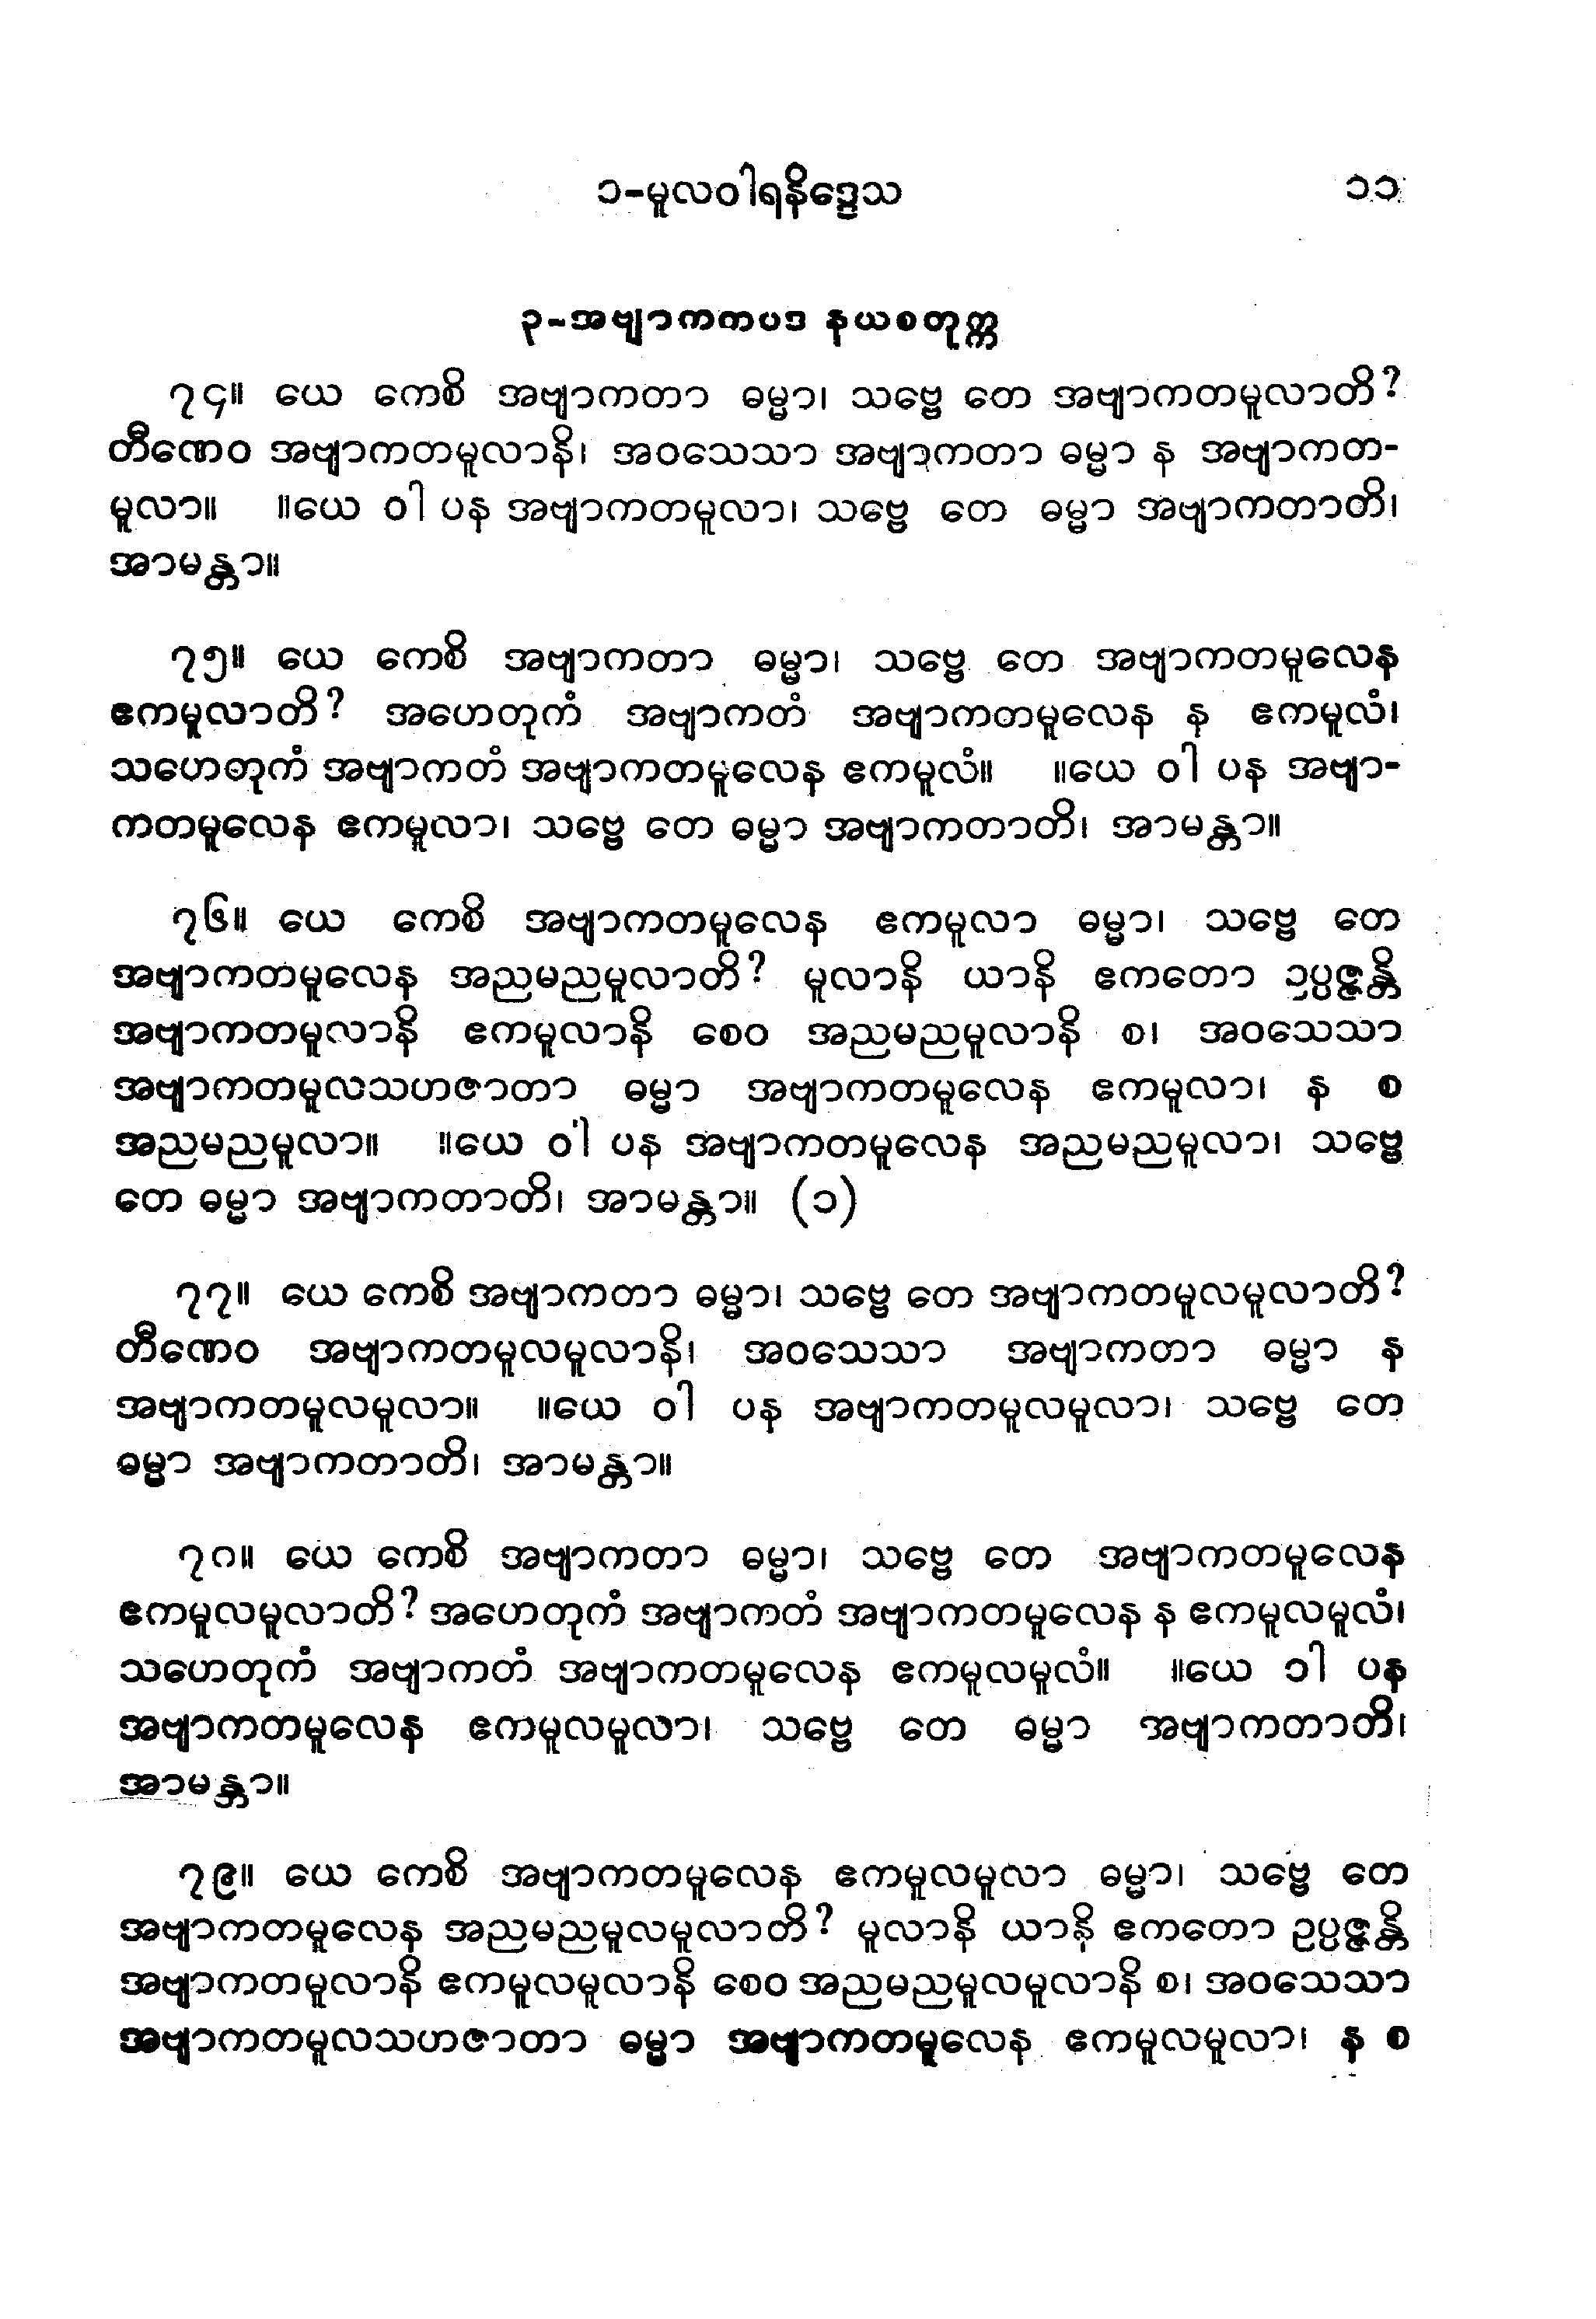 ၁-မူလဝါရနိဒ္ဒေသ ၁၁
၃-အဗျာကတပဒ နယစတုက္က
၇၄။ ယေ ကေစိ အဗျာကတာ ဓမ္မာ၊ သဗ္ဗေ တေ အဗျာကတမူလာတိ?
တီဏေဝ အဗျာကတမူလာနိ၊ အဝသေသာ အဗျာကတာ ဓမ္မာ န အဗျာကတ-
မူလာ။ ။ယေ ဝါ ပန အဗျာကတမူလာ၊ သဗ္ဗေ တေ ဓမ္မာ အဗျာကတာတိ၊
အာမန္တာ။
၇၅။ ယေ ကေစိ အဗျာကတာ ဓမ္မာ၊ သဗ္ဗေ တေ အဗျာကတမူလေန
ဧကမူလာတိ? အဟေတုကံ အဗျာကတံ အဗျာကတမူလေန န ဧကမူလံ၊
သဟေတုကံ အဗျာကတံ အဗျာကတမူလေန ဧကမူလံ။ ။ယေ ဝါ ပန အဗျာ-
ကတမူလေန ဧကမူလာ၊ သဗ္ဗေ တေ ဓမ္မာ အဗျာကတာတိ၊ အာမန္တာ။
၇၆။ ယေ ကေစိ အဗျာကတမူလေန ဧကမူလာ ဓမ္မာ၊ သဗ္ဗေ တေ
အဗျာကတမူလေန အညမညမူလာတိ? မူလာနိ ယာနိ ဧကတော ဥပ္ပဇ္ဇန္တိ
အဗျာကတမူလာနိ ဧကမူလာနိ စေဝ အညမညမူလာနိ စ၊ အဝသေသာ
အဗျာကတမူလသဟဇာတာ ဓမ္မာ အဗျာကတမူလေန ဧကမူလာ၊ န စ
အညမညမူလာ။ ။ယေ ဝါ ပန အဗျာကတမူလေန အညမညမူလာ၊ သဗ္ဗေ
တေ ဓမ္မာ အဗျာကတာတိ၊ အာမန္တာ။ (၁)
၇၇။ ယေ ကေစိ အဗျာကတာ ဓမ္မာ၊ သဗ္ဗေ တေ အဗျာကတမူလမူလာတိ?
တီဏေဝ အဗျာကတမူလမူလာနိ၊ အဝသေသာ အဗျာကတာ ဓမ္မာ န
အဗျာကတမူလမူလာ။ ။ယေ ဝါ ပန အဗျာကတမူလမူလာ၊ သဗ္ဗေ တေ
ဓမ္မာ အဗျာကတာတိ၊ အာမန္တာ။
၇၈။ ယေ ကေစိ အဗျာကတာ ဓမ္မာ၊ သဗ္ဗေ တေ အဗျာကတမူလေန
ဧကမူလမူလာတိ? အဟေတုကံ အဗျာကတံ အဗျာကတမူလေန န ဧကမူလမူလံ၊
သဟေတုကံ အဗျာကတံ အဗျာကတမူလေန ဧကမူလမူလံ။ ။ယေ ဝါ ပန
အဗျာကတမူလေန ဧကမူလမူလာ၊ သဗ္ဗေ တေ ဓမ္မာ အဗျာကတာတိ၊
အာမန္တာ။
၇၉။ ယေ ကေစိ အဗျာကတမူလေန ဧကမူလမူလာ ဓမ္မာ၊ သဗ္ဗေ တေ
အဗျာကတမူလေန အညမညမူလမူလာတိ? မူလာနိ ယာနိ ဧကတော ဥပ္ပဇ္ဇန္တိ
အဗျာကတမူလာနိ ဧကမူလမူလာနိ စေဝ အညမညမူလမူလာနိ စ၊ အဝသေသာ
အဗျာကတမူလသဟဇာတာ ဓမ္မာ အဗျာကတမူလေန ဧကမူလမူလာ၊ န စ